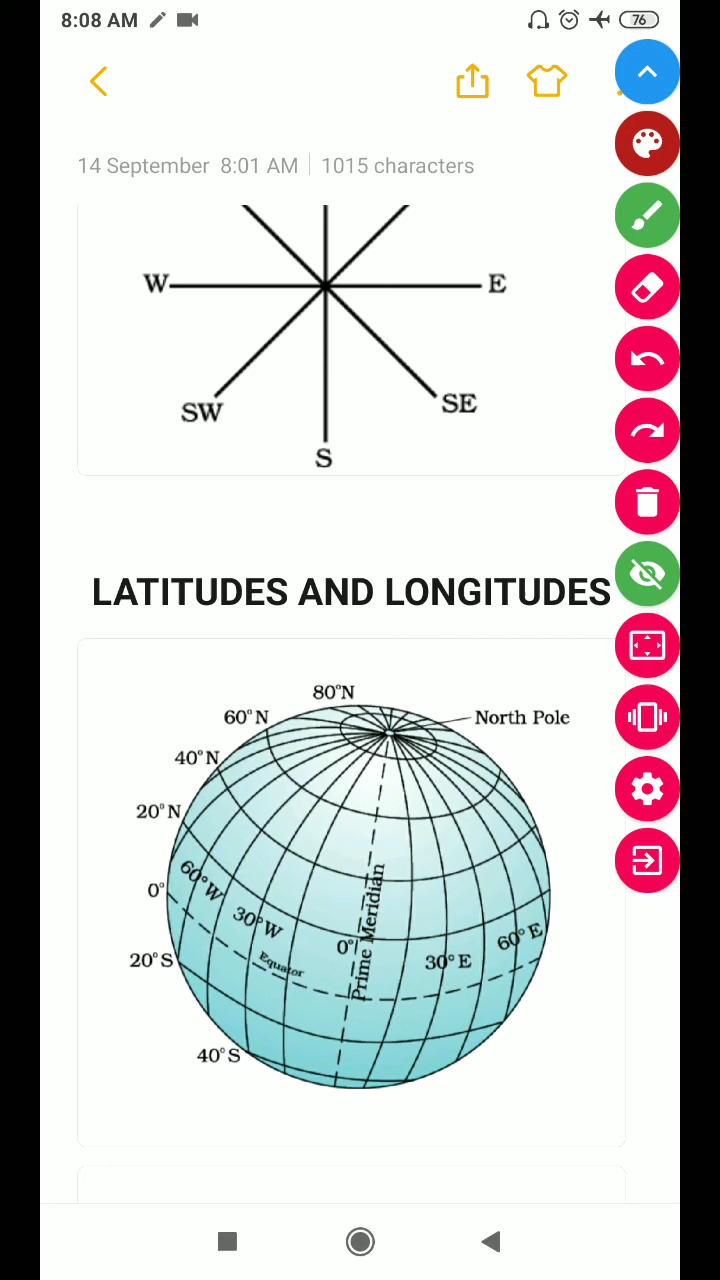 8:08 AM
76
14 September 8:01 AM 1015 characters
W E
SW SE
S
LATITUDES AND LONGITUDES
80°N
60°N North Pole
40°N
20°N
60°W
0°
30°W
Prime Meridian
0°
60°E
30°E
Equator
20°S
40°S